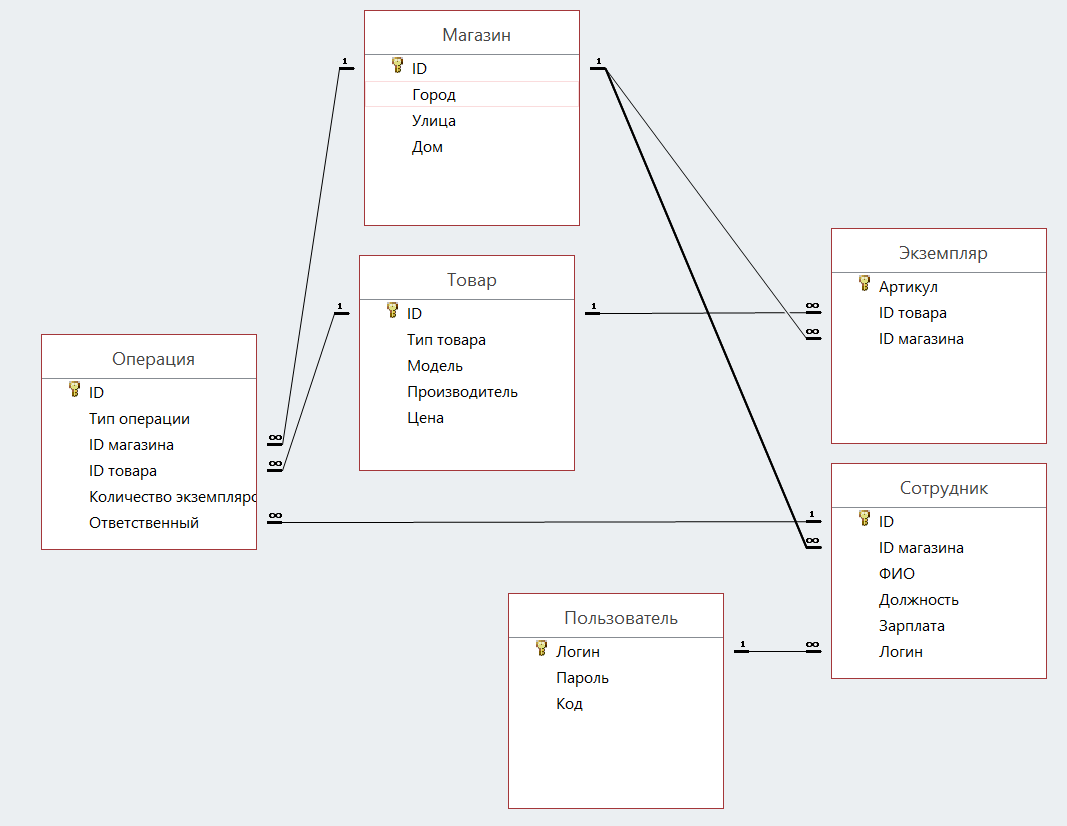 Магазин
1
1
ID
Город
Улица
Дом
Экземпляр
Артикул
ID товара
ID магазина
∞
∞
Товар
1
1
ID
Тип товара
Модель
Производитель
Цена
Операция
ID
Тип операции
ID магазина
ID товара
Количество экземпляро
Ответственный
∞
∞
∞
Сотрудник
1
∞
ID
ID магазина
ФИО
Должность
Зарплата
Логин
Пользователь
Логин
Пароль
Код
1
∞